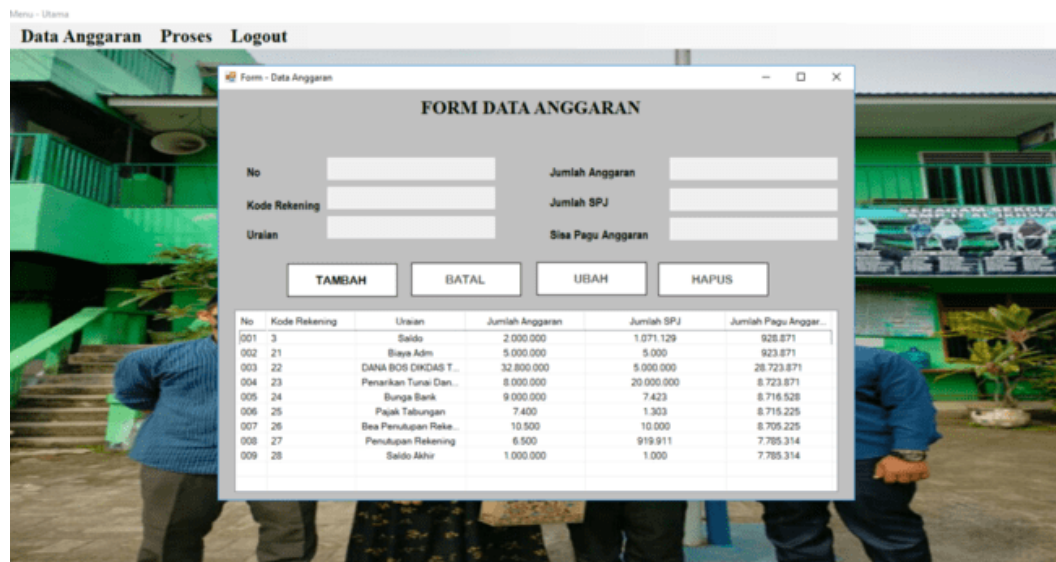 Menu - Utama
Data Anggaran Proses Logout
Form - Data Anggaran
FORM DATA ANGGARAN
No Jumlah Anggaran
Kode Rekening Jumlah SPJ
Uraian Sisa Pagu Anggaran
TAMBAH BATAL UBAH HAPUS
No Kode Rekening Uraian Jumlah Anggaran Jumlah SPJ Jumlah Pagu Anggar...
001 3 Saldo 2.000.000 1.071.129 928.871
002 21 Biaya Adm 5.000.000 5.000 923.871
003 22 DANA BOS DIKDAS T... 32.800.000 5.000.000 28.723.871
004 23 Penarikan Tunai Dan... 8.000.000 20.000.000 8.723.871
005 24 Bunga Bank 9.000.000 7.423 8.716.528
006 25 Pajak Tabungan 7.400 1.303 8.715.225
007 26 Bea Penutupan Reke... 10.500 10.000 8.705.225
008 27 Penutupan Rekening 6.500 919.911 7.785.314
009 28 Saldo Akhir 1.000.000 1.000 7.785.314